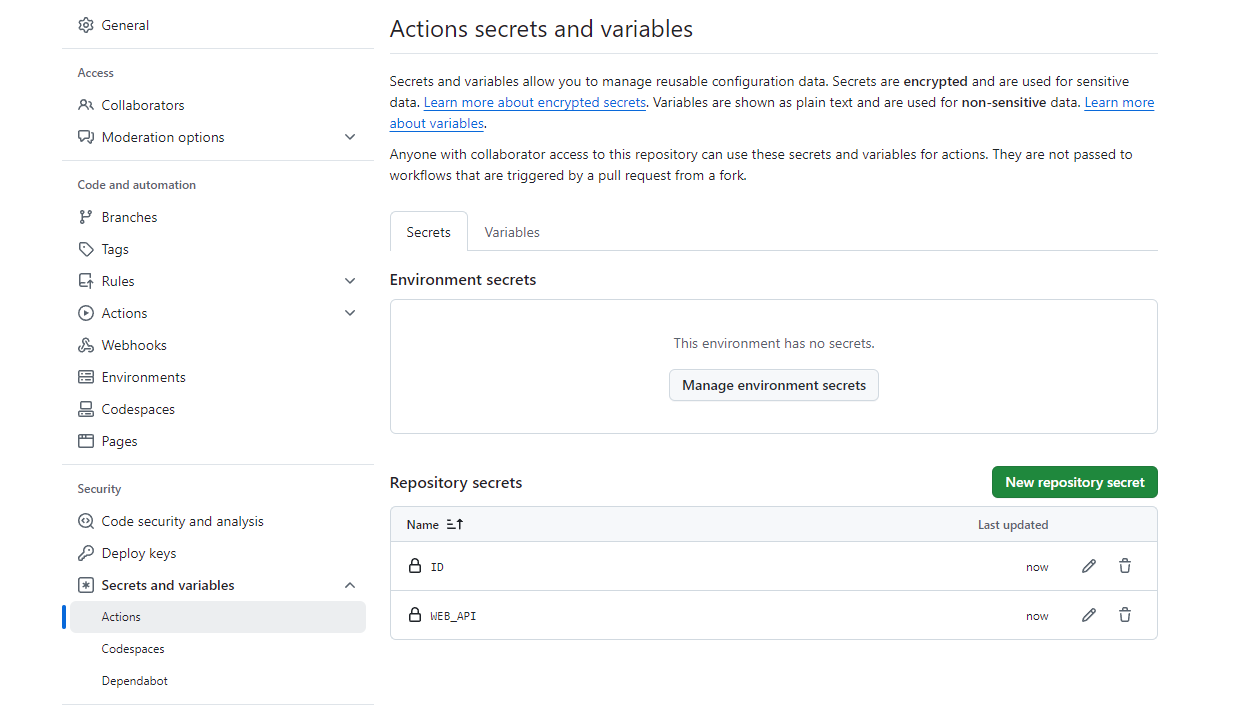 General
Access
Collaborators
Moderation options
Code and automation
Branches
Tags
Rules
Actions
Webhooks
Environments
Codespaces
Pages
Security
Code security and analysis
Deploy keys
Secrets and variables
Actions
Codespaces
Dependabot
Actions secrets and variables
Secrets and variables allow you to manage reusable configuration data. Secrets are encrypted and are used for sensitive
data. Learn more about encrypted secrets. Variables are shown as plain text and are used for non-sensitive data. Learn more
about variables.
Anyone with collaborator access to this repository can use these secrets and variables for actions. They are not passed to
workflows that are triggered by a pull request from a fork.
Secrets Variables
Environment secrets
This environment has no secrets.
Manage environment secrets
Repository secrets New repository secret
Name Last updated
ID now
WEB_API now